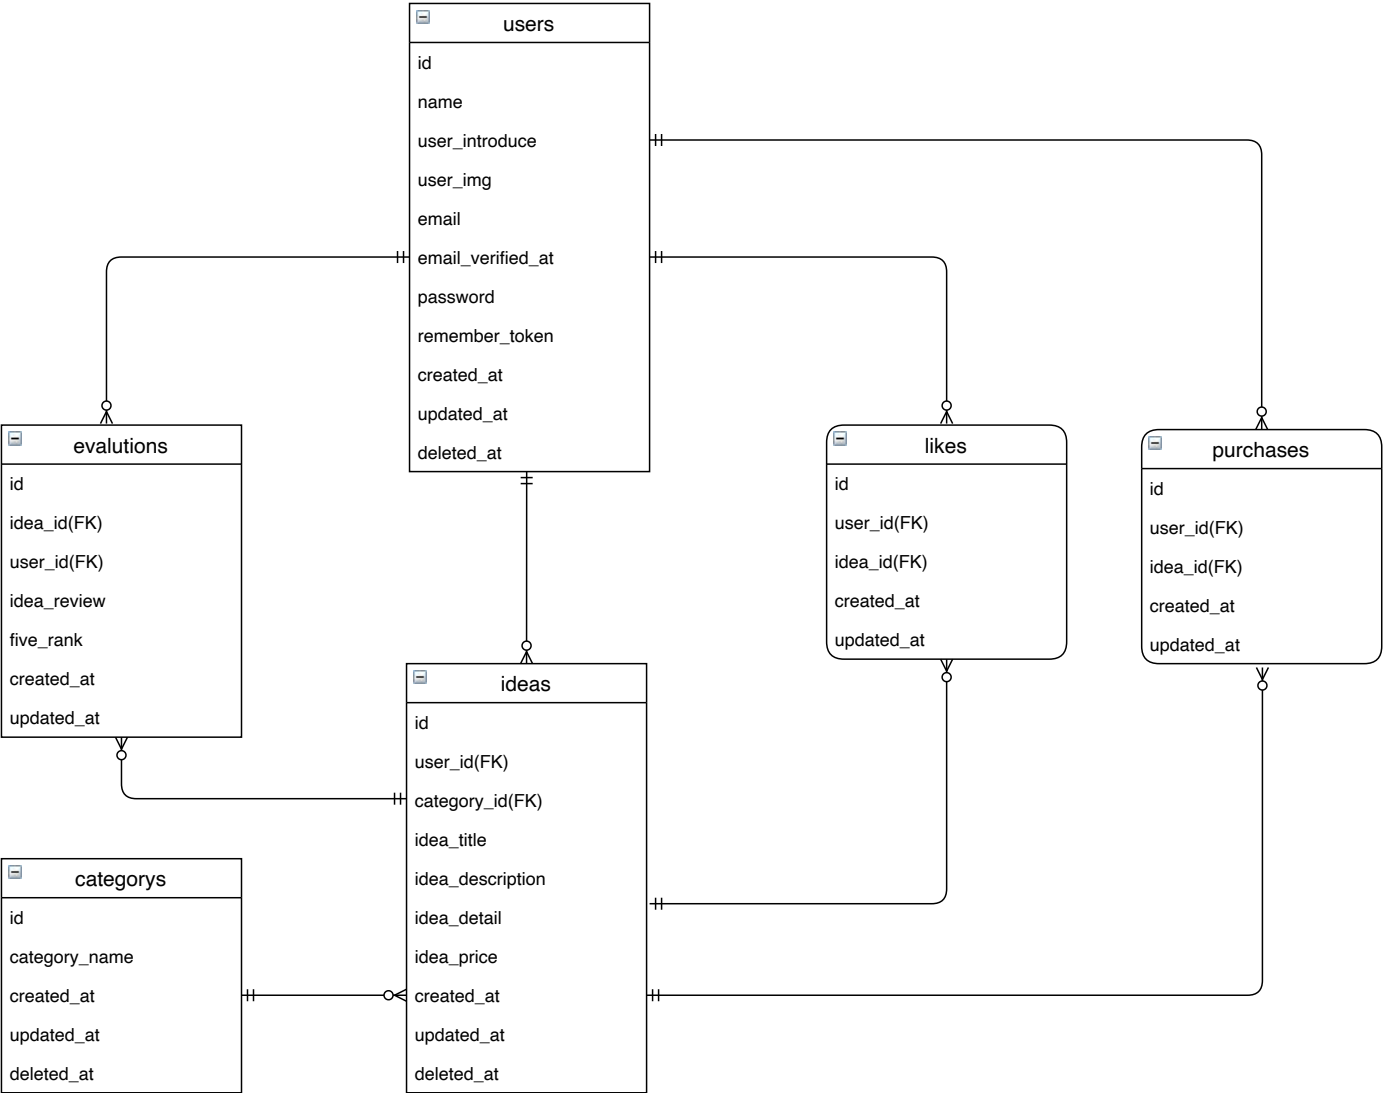 users
id
name
user_introduce
user_img
email
email_verified_at
password
remember_token
created_at
updated_at
deleted_at
evalutions
id
idea_id(FK)
user_id(FK)
idea_review
five_rank
created_at
updated_at
likes
id
user_id(FK)
idea_id(FK)
created_at
updated_at
purchases
id
user_id(FK)
idea_id(FK)
created_at
updated_at
ideas
id
user_id(FK)
category_id(FK)
idea_title
idea_description
idea_detail
idea_price
created_at
updated_at
deleted_at
categorys
id
category_name
created_at
updated_at
deleted_at